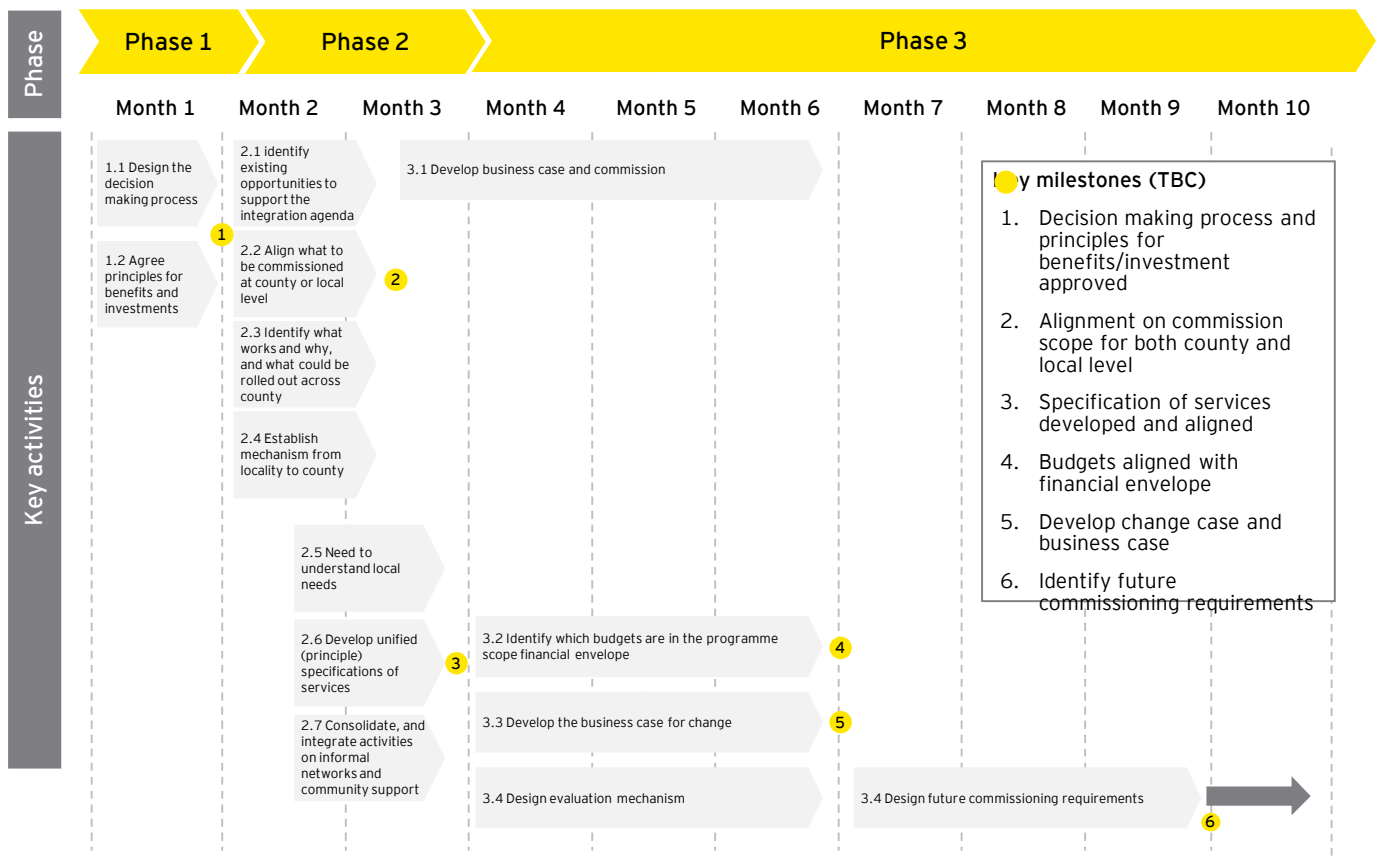 Phase
Phase 1
Phase 2
Phase 3
Month 1
Month 2
Month 3
Month 4
Month 5
Month 6
Month 7
Month 8
Month 9
Month 10
Key activities
1.1 Design the
decision
making process
1.2 Agree
principles for
benefits and
investments
1
2.1 identify
existing
opportunities to
support the
integration agenda
2.2 Align what to
be commissioned
at county or local
level
2
2.3 Identify what
works and why,
and what could be
rolled out across
county
2.4 Establish
mechanism from
locality to county
2.5 Need to
understand local
needs
2.6 Develop unified
(principle)
specifications of
services
3
2.7 Consolidate, and
integrate activities
on informal
networks and
community support
3.1 Develop business case and commission
3.2 Identify which budgets are in the programme
scope financial envelope
4
3.3 Develop the business case for change
5
3.4 Design evaluation mechanism
3.4 Design future commissioning requirements
6
y milestones (TBC)
1. Decision making process and
principles for
benefits/investment
approved
2. Alignment on commission
scope for both county and
local level
3. Specification of services
developed and aligned
4. Budgets aligned with
financial envelope
5. Develop change case and
business case
6. Identify future
commissioning requirements